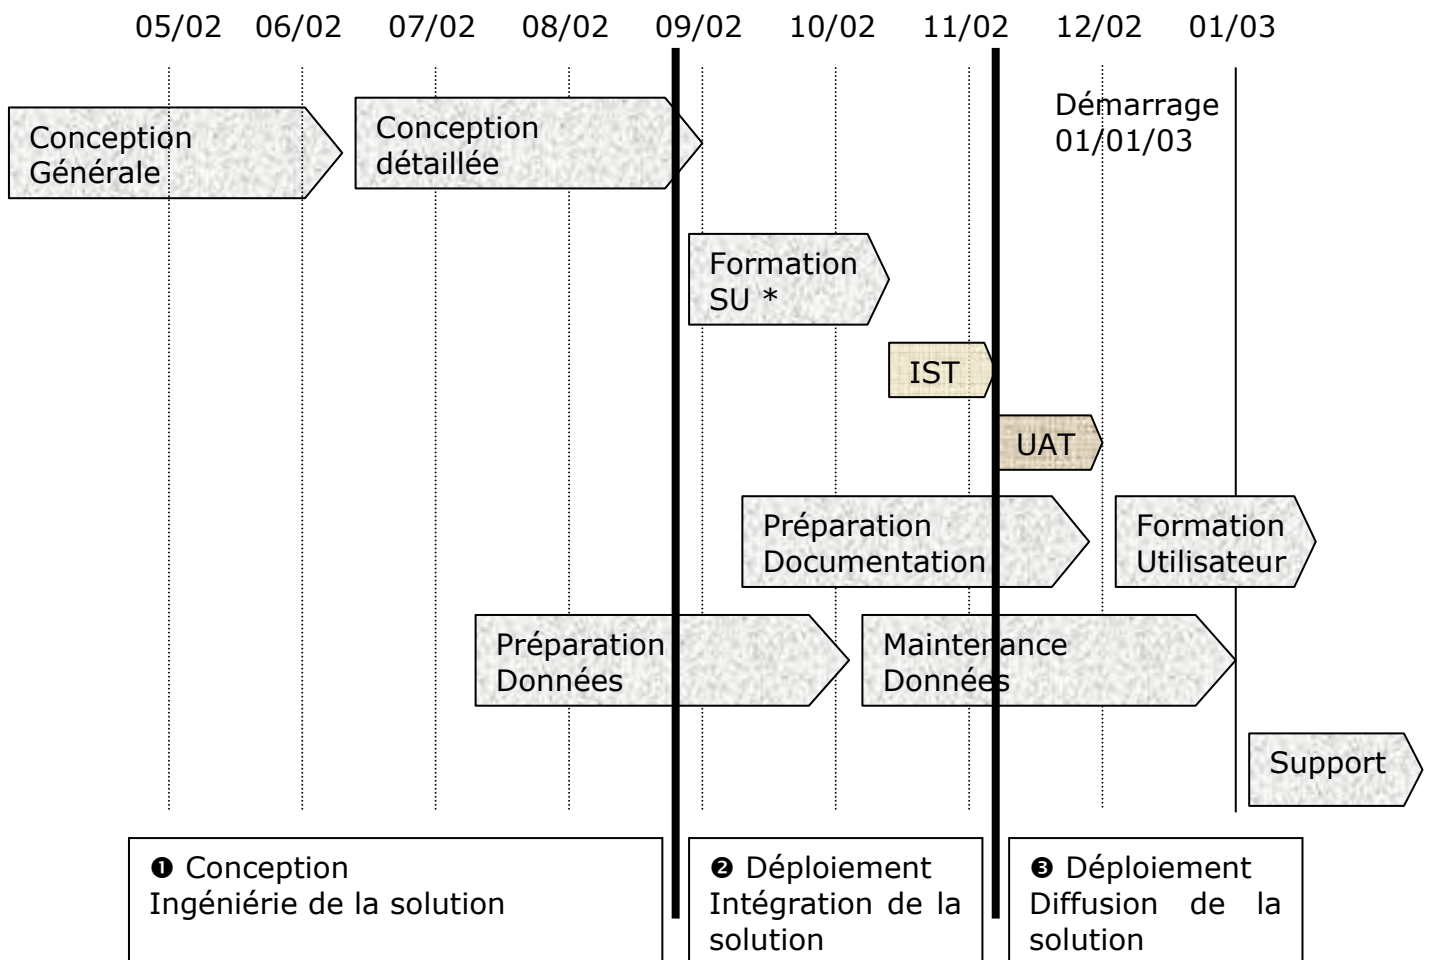 05/02 06/02 07/02 08/02 09/02 10/02 11/02 12/02 01/03
Démarrage
01/01/03
Conception
Générale
Conception
détaillée
Formation
SU *
IST
UAT
Préparation
Documentation
Formation
Utilisateur
Préparation
Données
Maintenance
Données
Support
❶ Conception
Ingéniérie de la solution
❷ Déploiement
Intégration de la
solution
❸ Déploiement
Diffusion de la
solution